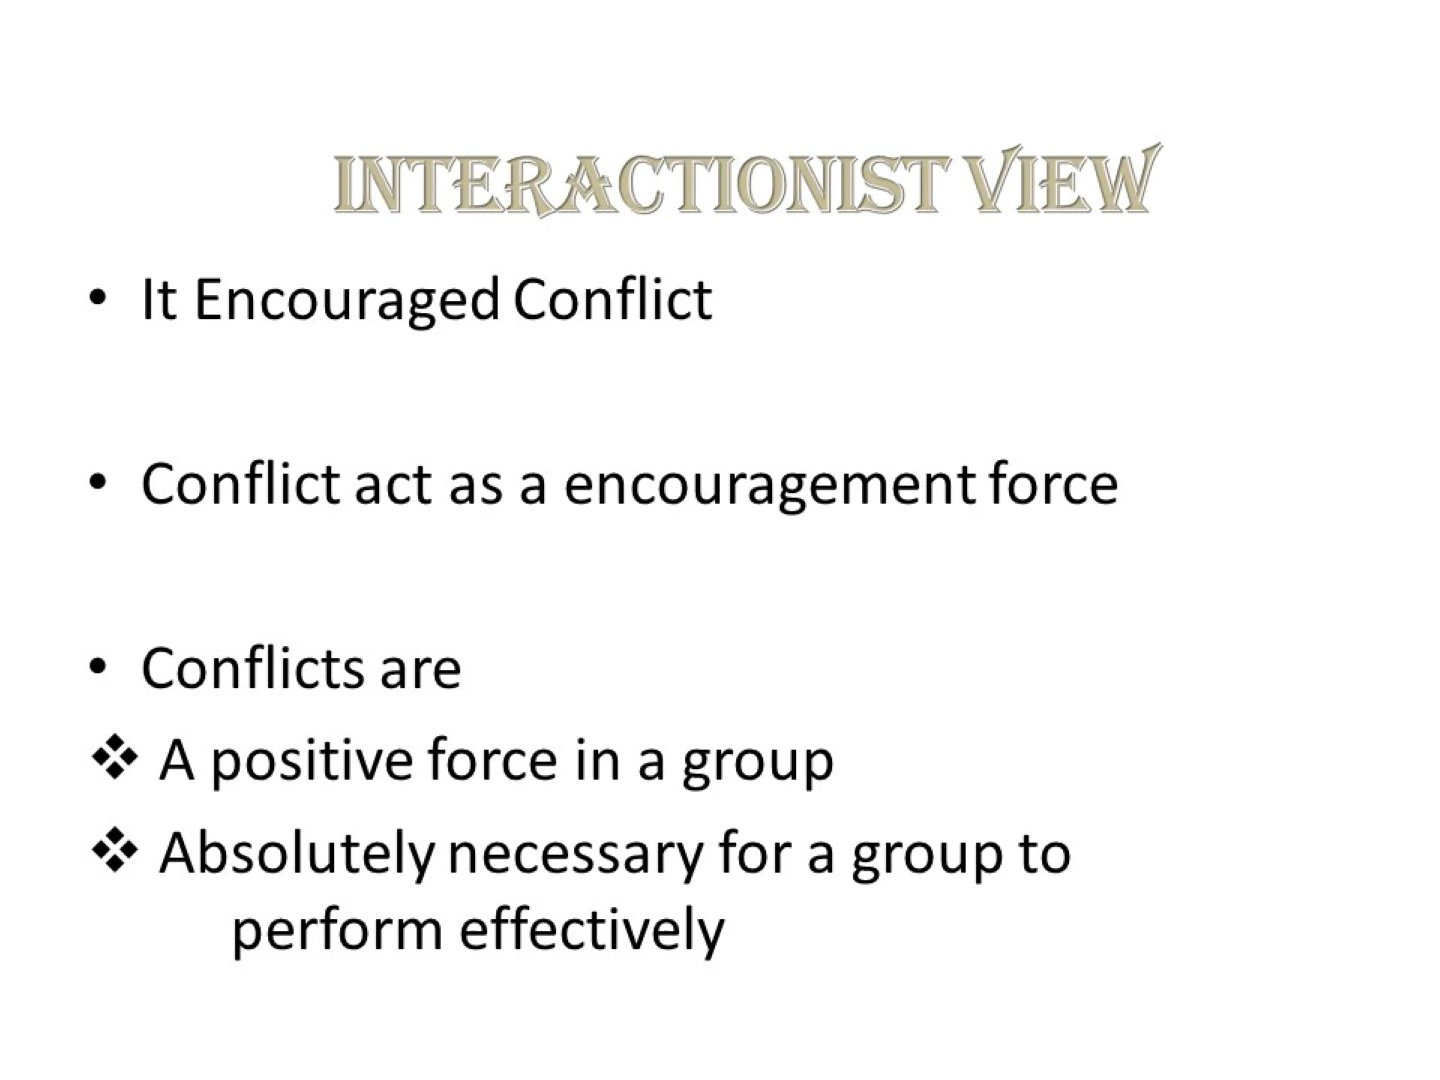 INTERACTIONIST VIEW
• It Encouraged Conflict
• Conflict act as a encouragement force
• Conflicts are
❖ A positive force in a group
❖ Absolutely necessary for a group to
perform effectively